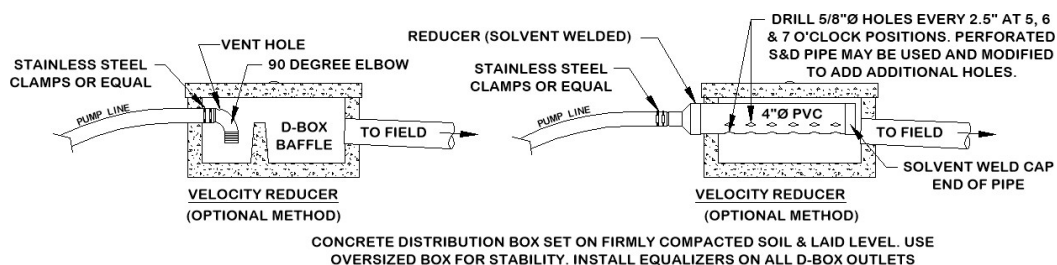 VENT HOLE
STAINLESS STEEL
CLAMPS OR EQUAL
90 DEGREE ELBOW
PUMP LINE
D-BOX
BAFFLE
TO FIELD
VELOCITY REDUCER
(OPTIONAL METHOD)
DRILL 5/8"Ø HOLES EVERY 2.5" AT 5, 6
& 7 O'CLOCK POSITIONS. PERFORATED
S&D PIPE MAY BE USED AND MODIFIED
TO ADD ADDITIONAL HOLES.
REDUCER (SOLVENT WELDED)
STAINLESS STEEL
CLAMPS OR EQUAL
PUMP LINE
4"Ø PVC
TO FIELD
SOLVENT WELD CAP
END OF PIPE
VELOCITY REDUCER
(OPTIONAL METHOD)
CONCRETE DISTRIBUTION BOX SET ON FIRMLY COMPACTED SOIL & LAID LEVEL. USE
OVERSIZED BOX FOR STABILITY. INSTALL EQUALIZERS ON ALL D-BOX OUTLETS